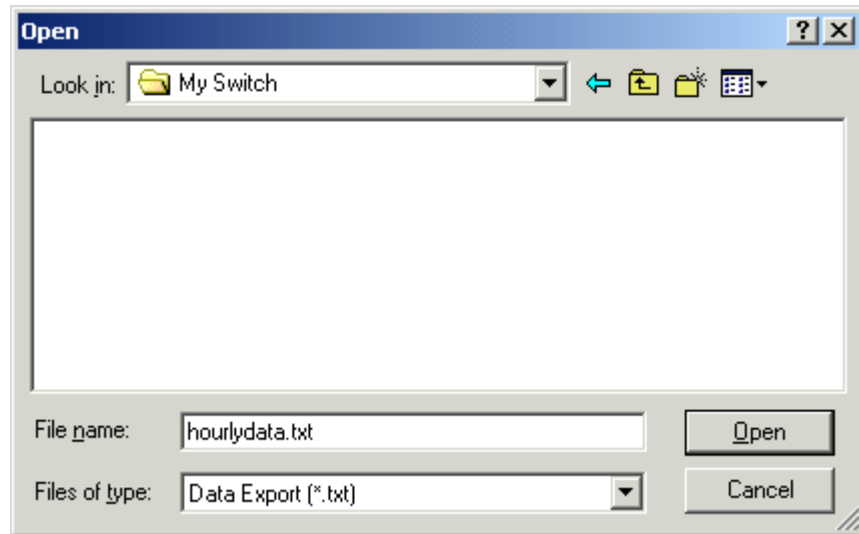 Open
Look in: My Switch
File name: hourlydata.txt Open
Files of type: Data Export (*.txt) Cancel